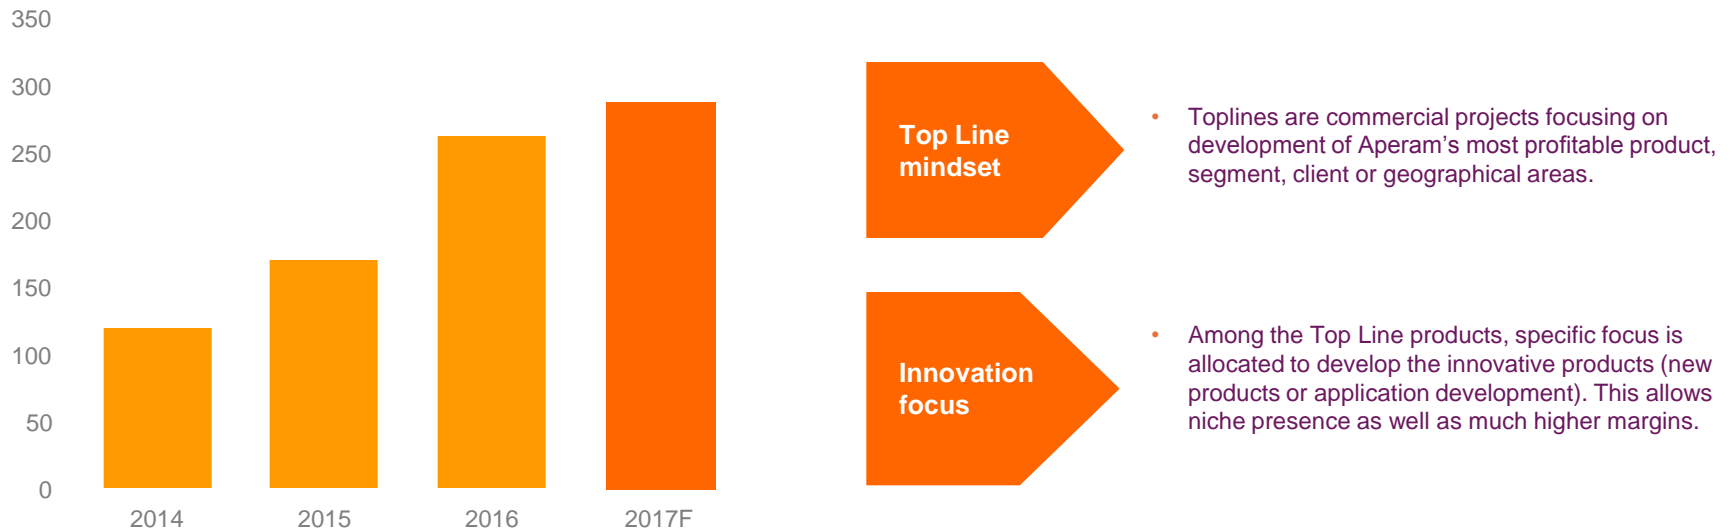 350
300
250
200
150
100
50
0
2014
2015
2016
2017F
Top Line
mindset
• Toplines are commercial projects focusing on
development of Aperam’s most profitable product,
segment, client or geographical areas.
Innovation
focus
• Among the Top Line products, specific focus is
allocated to develop the innovative products (new
products or application development). This allows
niche presence as well as much higher margins.